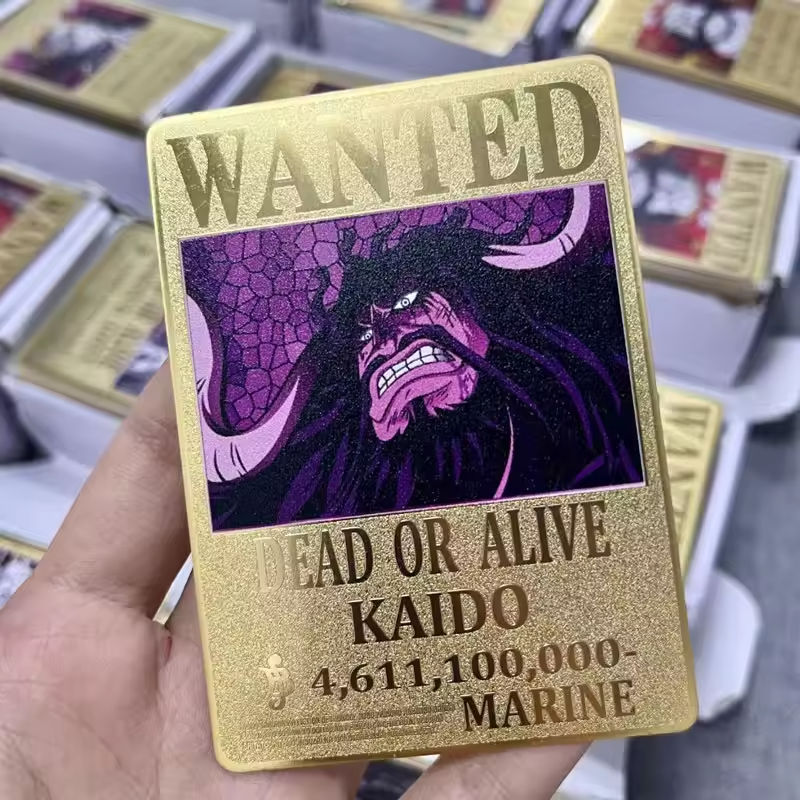 WANTED
DEAD OR ALIVE
KAIDO
4,611,100,000-
MARINE